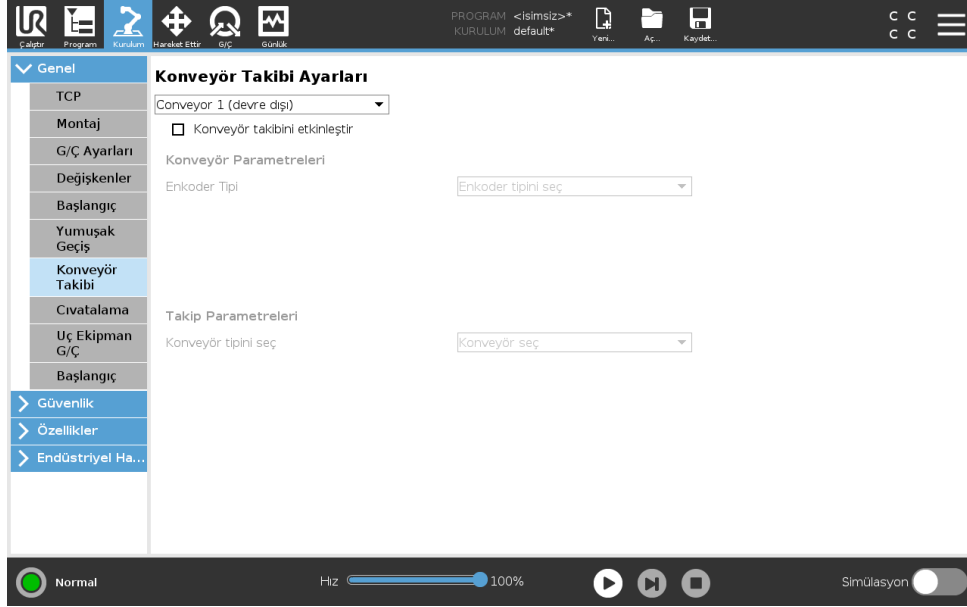 UR
PROGRAM <isimsiz>*
KURULUM default*
C C
C C
Çalıştır Program Kurulum Hareket Ettir G/Ç Günlük Yeni... Aç... Kaydet...
Genel
TCP
Montaj
G/Ç Ayarları
Değişkenler
Başlangıç
Yumuşak
Geçiş
Konveyör
Takibi
Cıvatalama
Uç Ekipman
G/Ç
Başlangıç
Güvenlik
Özellikler
Endüstriyel Ha...
Konveyör Takibi Ayarları
Conveyor 1 (devre dışı)
Konveyör takibini etkinleştir
Konveyör Parametreleri
Enkoder Tipi Enkoder tipini seç
Takip Parametreleri
Konveyör tipini seç Konveyör seç
Normal Hız 100% Simülasyon